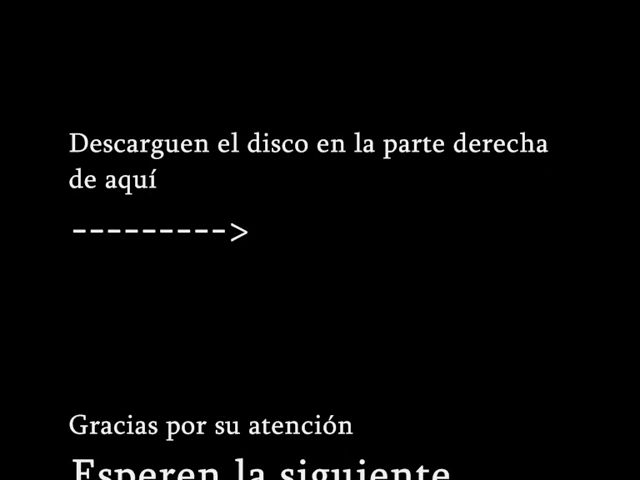 Descarguen el disco en la parte derecha
de aquí
--------->
Gracias por su atención
Esperen la siguiente